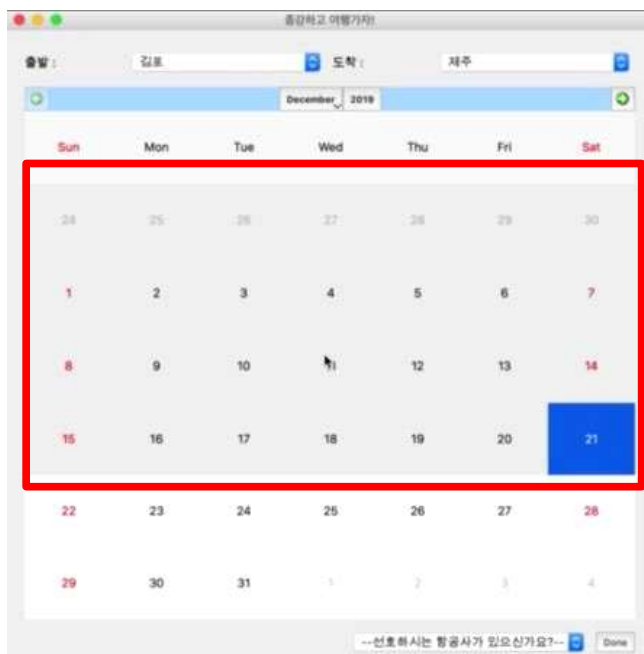 종강하고 여행가자!
출발 : 김포 도착 : 제주
December 2019
Sun Mon Tue Wed Thu Fri Sat
24 25 26 27 28 29 30
1 2 3 4 5 6 7
8 9 10 11 12 13 14
15 16 17 18 19 20 21
22 23 24 25 26 27 28
29 30 31 1 2 3 4
--선호하시는 항공사가 있으신가요?-- Done